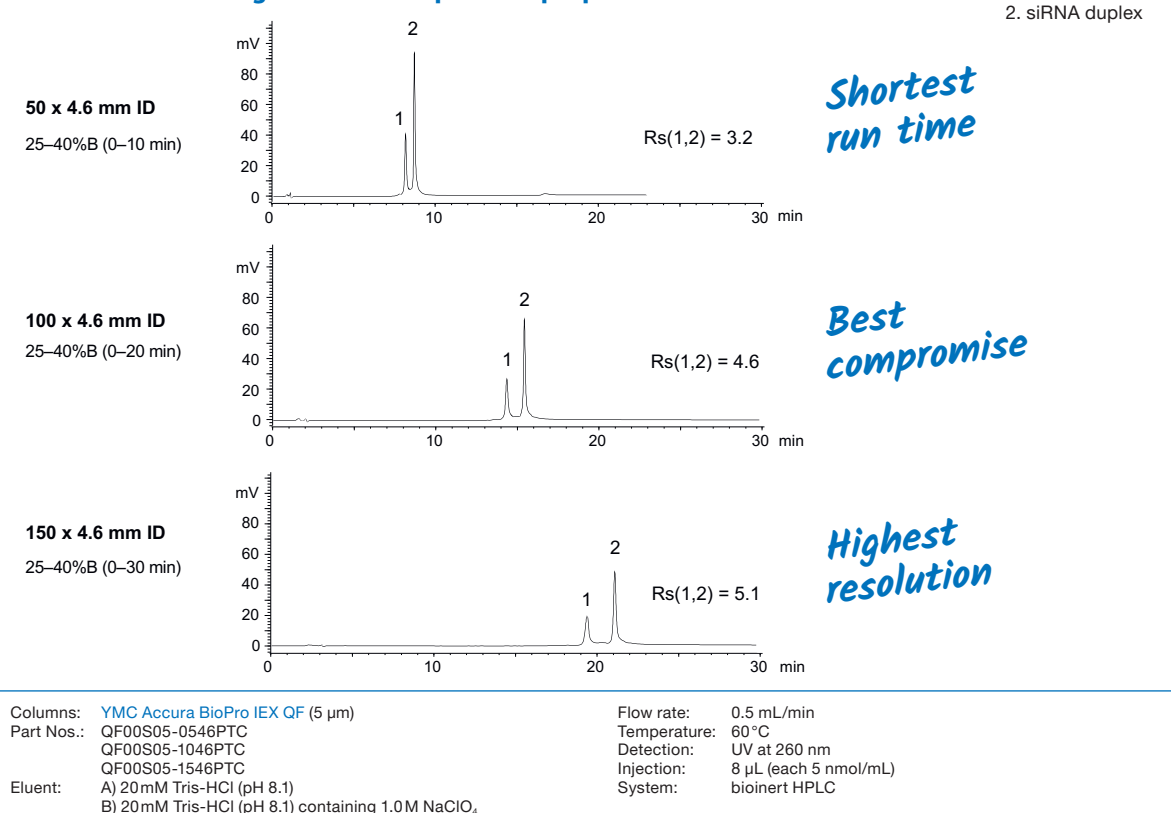 2. siRNA duplex
50 x 4.6 mm ID
25–40%B (0–10 min)
mV
80
60
40
20
0
1
2
Rs(1,2) = 3.2
0
10
20
30
min
Shortest
run time
100 x 4.6 mm ID
25–40%B (0–20 min)
mV
80
60
40
20
0
1
2
Rs(1,2) = 4.6
0
10
20
30
min
Best
compromise
150 x 4.6 mm ID
25–40%B (0–30 min)
mV
80
60
40
20
0
1
2
Rs(1,2) = 5.1
0
10
20
30
min
Highest
resolution
Columns: YMC Accura BioPro IEX QF (5 µm)
Part Nos.: QF00S05-0546PTC
QF00S05-1046PTC
QF00S05-1546PTC
Eluent: A) 20 mM Tris-HCl (pH 8.1)
B) 20 mM Tris-HCl (pH 8.1) containing 1.0 M NaClO₄
Flow rate: 0.5 mL/min
Temperature: 60 °C
Detection: UV at 260 nm
Injection: 8 µL (each 5 nmol/mL)
System: bioinert HPLC